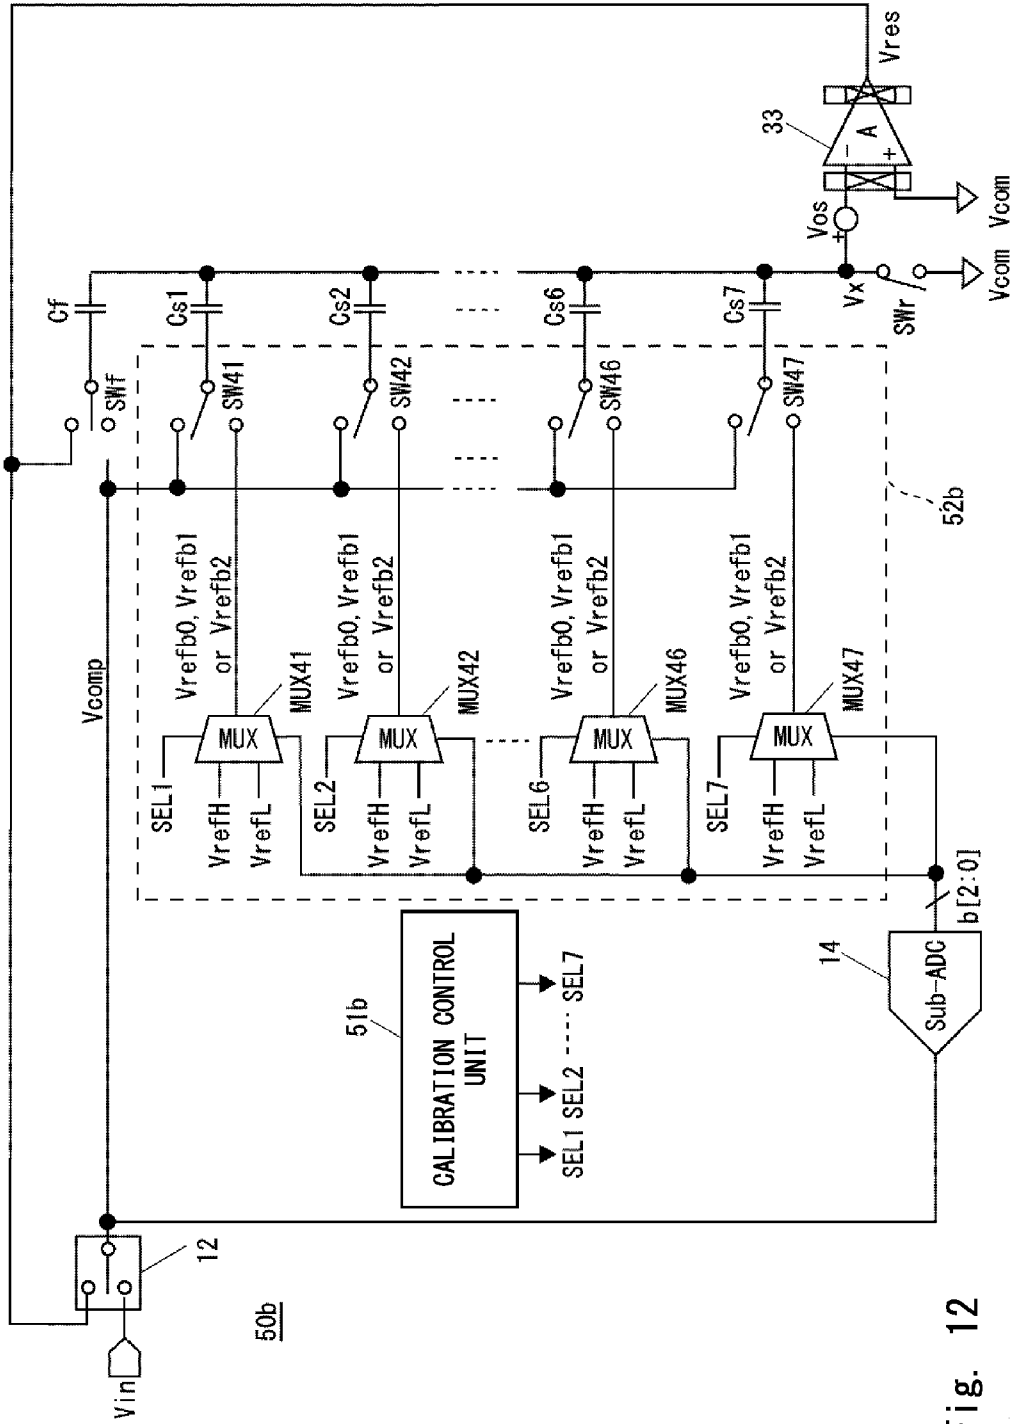 Vres
33
A
−
+
Vos
+
Vcom
Vcom
Vx
SWr
Cf
Cs1
Cs2
Cs6
Cs7
SWf
SW41
SW42
SW46
SW47
52b
Vcomp
Vrefb0, Vrefb1
or Vrefb2
Vrefb0, Vrefb1
or Vrefb2
Vrefb0, Vrefb1
or Vrefb2
Vrefb0, Vrefb1
or Vrefb2
MUX41
MUX42
MUX46
MUX47
MUX
MUX
MUX
MUX
SEL1
VrefH
VrefL
SEL2
VrefH
VrefL
SEL6
VrefH
VrefL
SEL7
VrefH
VrefL
b[2:0]
14
Sub-ADC
51b
CALIBRATION CONTROL
UNIT
SEL1 SEL2 SEL7
12
Vin
50b
ig. 12